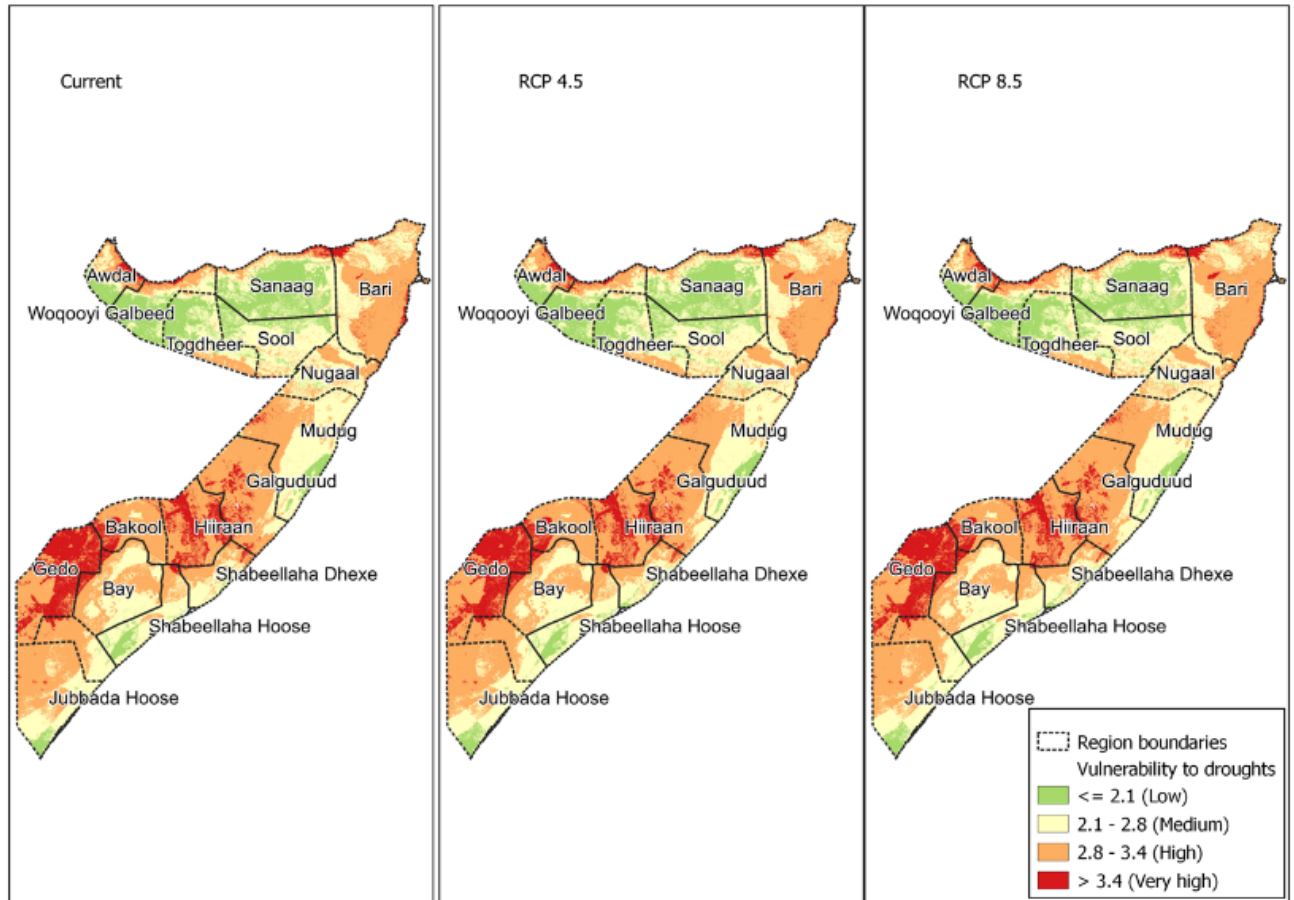 Current
Awdal
Sanaag
Bari
Woqooyi Galbeed
Togdheer
Sool
Nugaal
Mudug
Galguduud
Bakool
Hiiraan
Gedo
Bay
Shabeellaha Dhexe
Shabeellaha Hoose
Jubbada Hoose
RCP 4.5
Awdal
Sanaag
Bari
Woqooyi Galbeed
Togdheer
Sool
Nugaal
Mudug
Galguduud
Bakool
Hiiraan
Gedo
Bay
Shabeellaha Dhexe
Shabeellaha Hoose
Jubbada Hoose
RCP 8.5
Awdal
Sanaag
Bari
Woqooyi Galbeed
Togdheer
Sool
Nugaal
Mudug
Galguduud
Bakool
Hiiraan
Gedo
Bay
Shabeellaha Dhexe
Shabeellaha Hoose
Jubbada Hoose
Region boundaries
Vulnerability to droughts
<= 2.1 (Low)
2.1 - 2.8 (Medium)
2.8 - 3.4 (High)
> 3.4 (Very high)